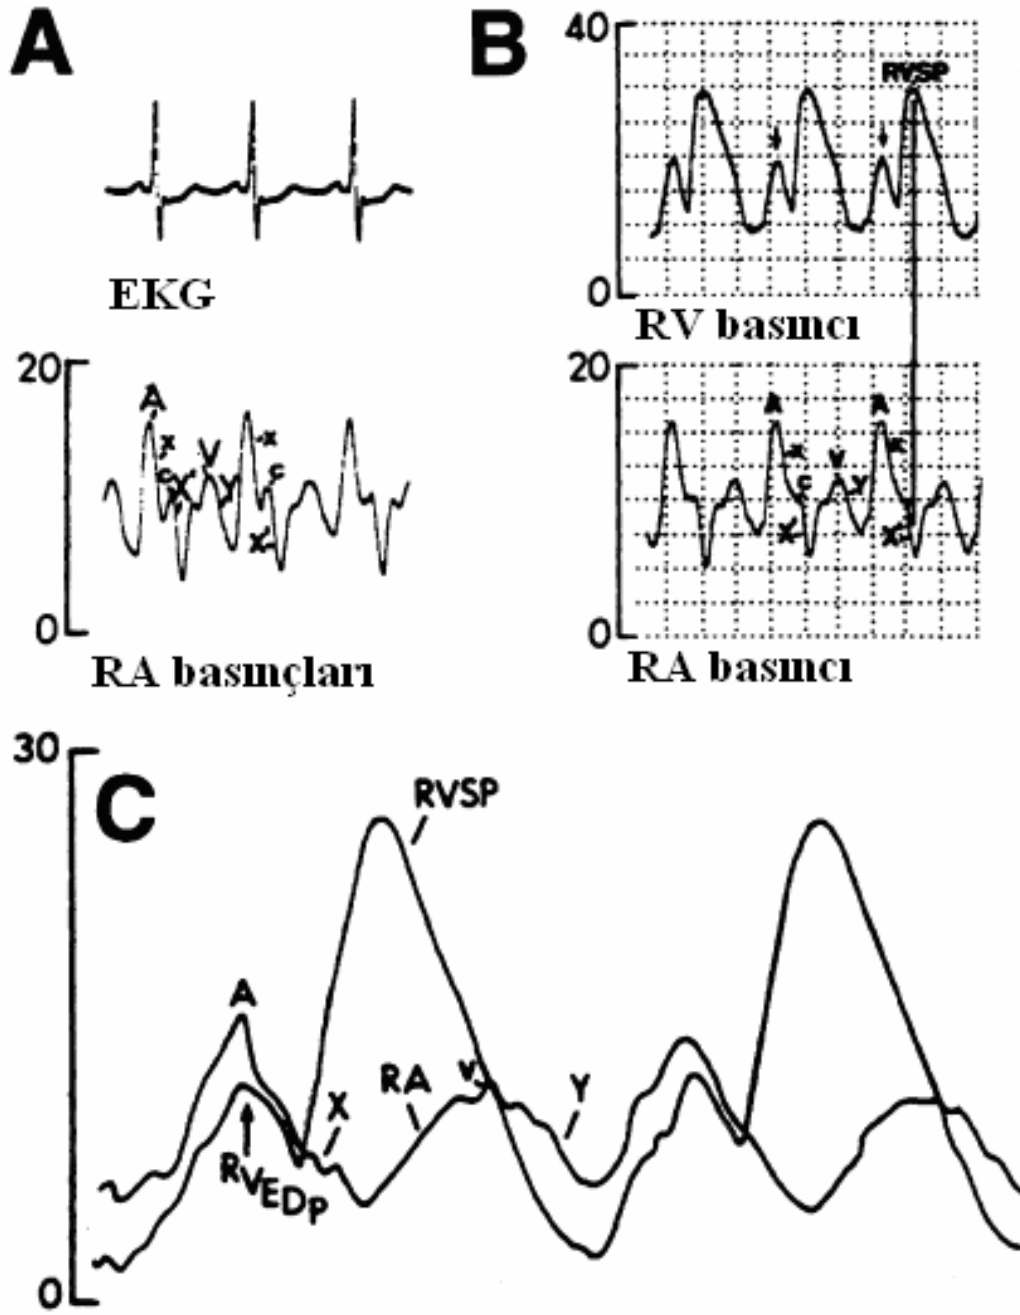 A
EKG
20
A
x
c
X'
V
Y
x
c
X'
0
RA basınçları
B
40
RVSP
0
RV basıncı
20
A
x
c
X'
V
Y
A
x
X'
0
RA basıncı
30
C
RVSP
A
RVEDP
X
RA
V
Y
0